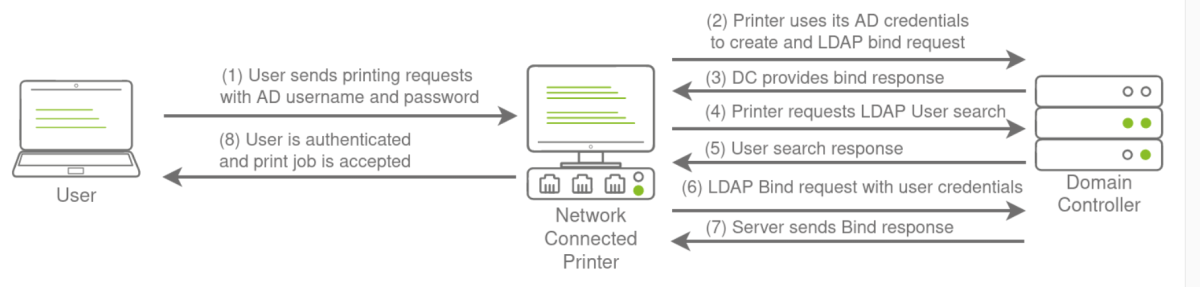 (2) Printer uses its AD credentials
to create and LDAP bind request
(1) User sends printing requests
with AD username and password
(3) DC provides bind response
(4) Printer requests LDAP User search
(8) User is authenticated
and print job is accepted
(5) User search response
(6) LDAP Bind request with user credentials
(7) Server sends Bind response
User
Network
Connected
Printer
Domain
Controller